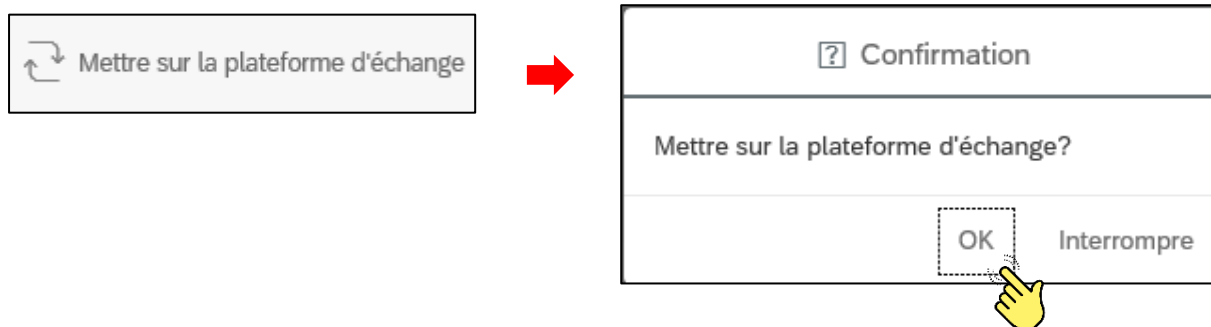 Mettre sur la plateforme d'échange
? Confirmation
Mettre sur la plateforme d'échange?
OK Interrompre